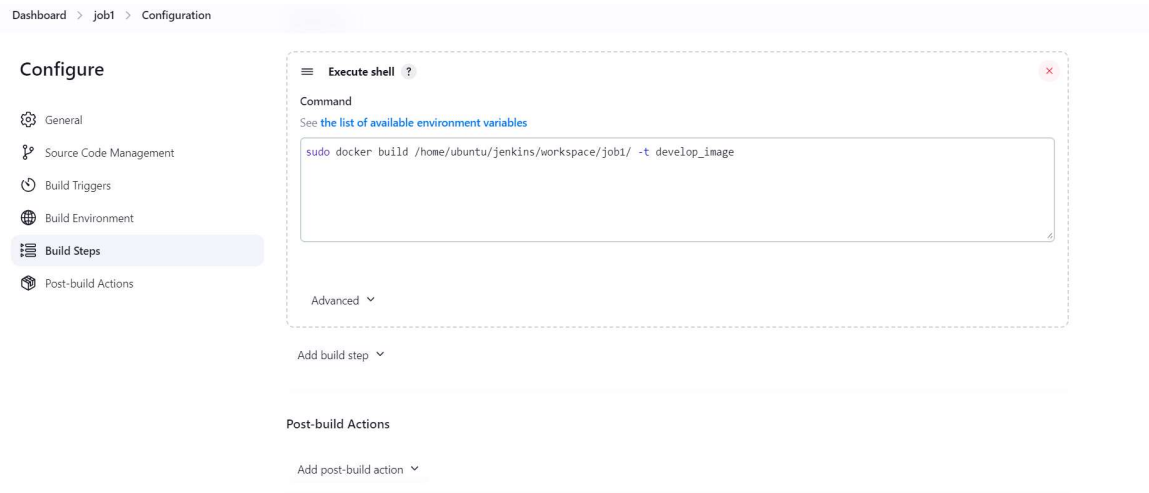 Dashboard > job1 > Configuration
Configure
General
Source Code Management
Build Triggers
Build Environment
Build Steps
Post-build Actions
Execute shell ?
Command
See the list of available environment variables
sudo docker build /home/ubuntu/jenkins/workspace/job1/ -t develop_image
Advanced
Add build step
Post-build Actions
Add post-build action